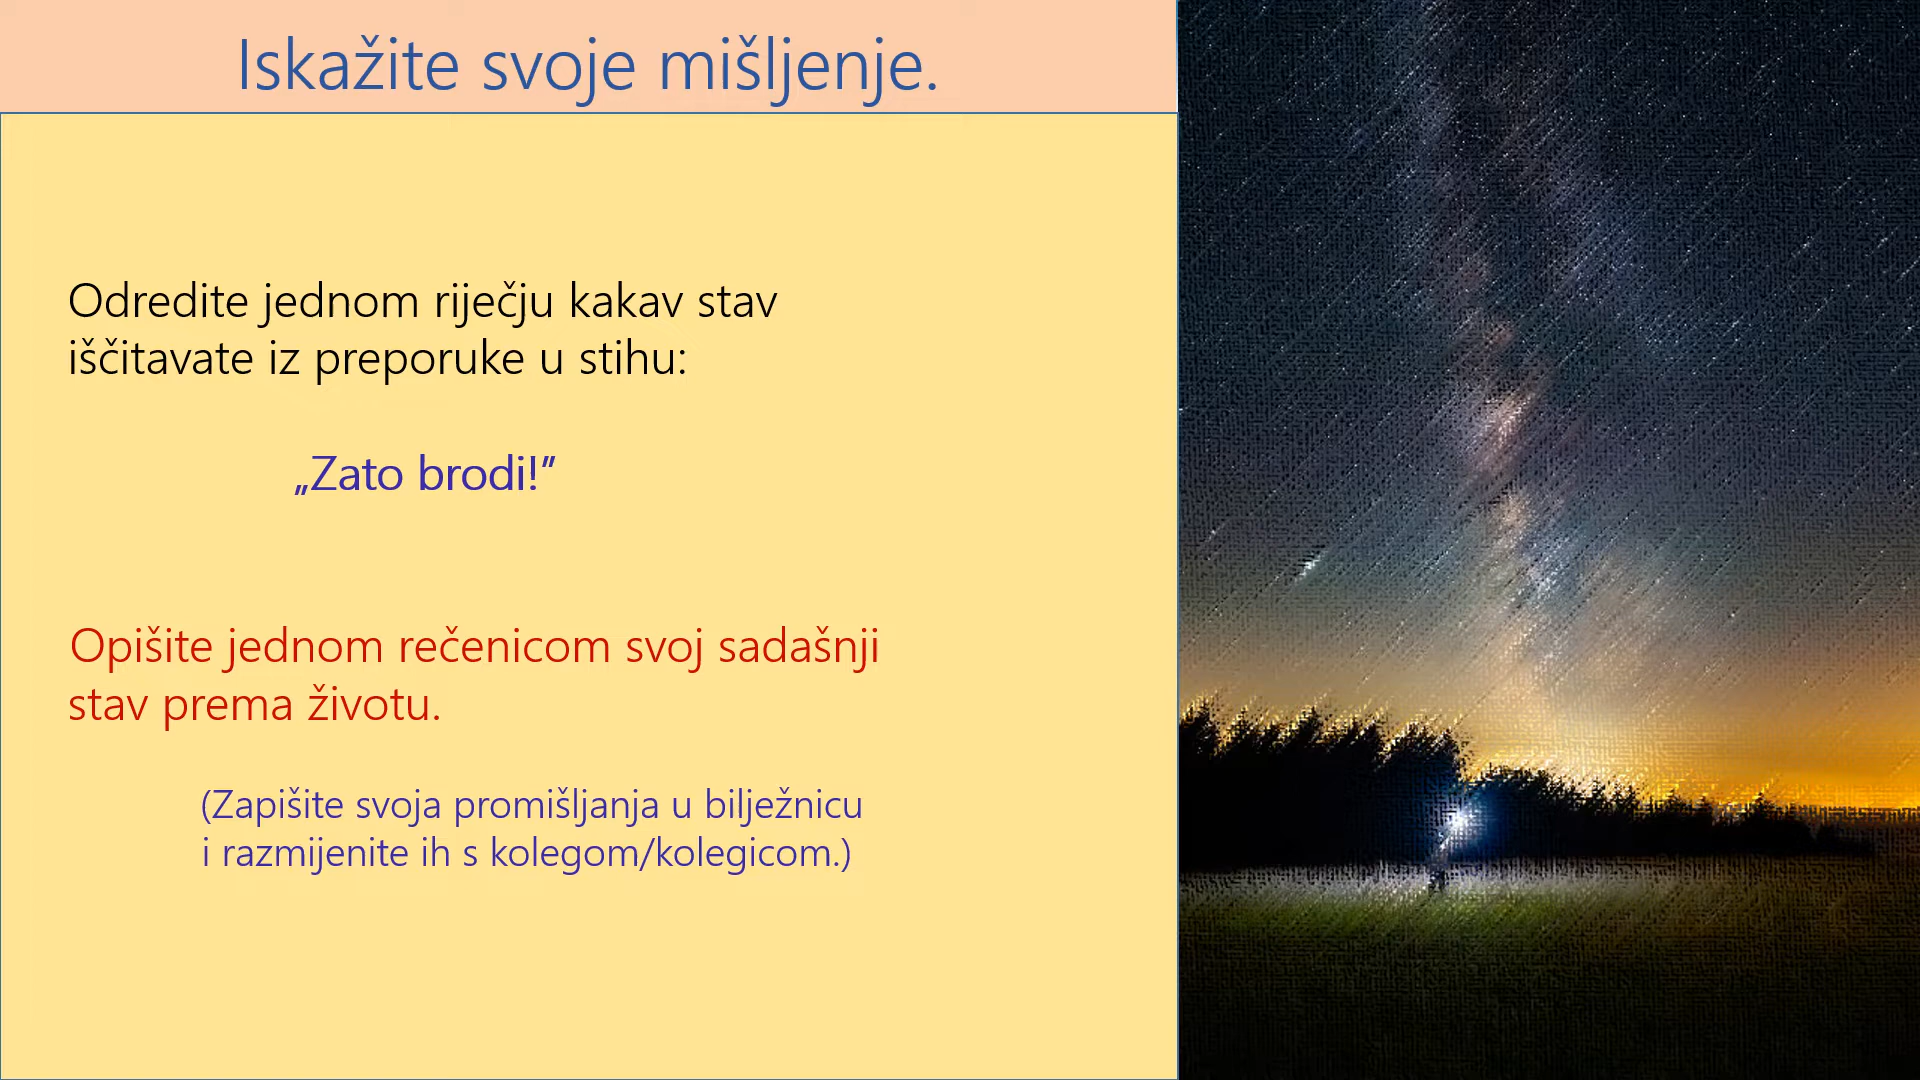 Iskažite svoje mišljenje.
Odredite jednom riječju kakav stav
iščitavate iz preporuke u stihu:
„Zato brodi!”
Opišite jednom rečenicom svoj sadašnji
stav prema životu.
(Zapišite svoja promišljanja u bilježnicu
i razmijenite ih s kolegom/kolegicom.)